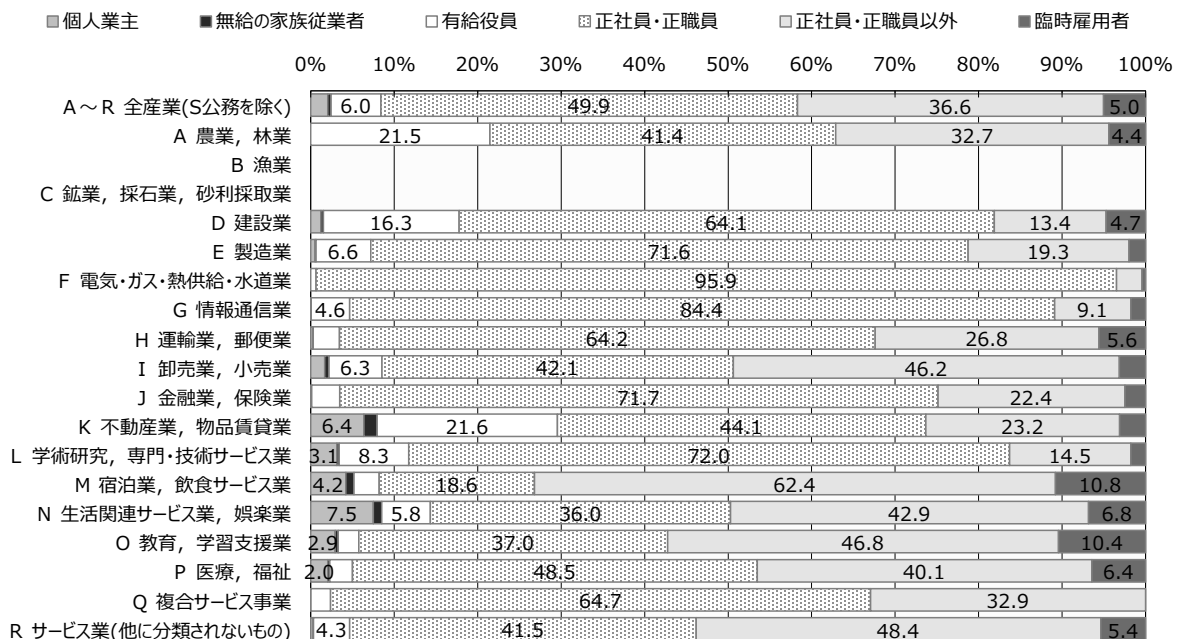 個人業主 無給の家族従業者 有給役員 正社員・正職員 正社員・正職員以外 臨時雇用者
0% 10% 20% 30% 40% 50% 60% 70% 80% 90% 100%
A～R 全産業(S公務を除く) 6.0 49.9 36.6 5.0
A 農業，林業 21.5 41.4 32.7 4.4
B 漁業
C 鉱業，採石業，砂利採取業
D 建設業 16.3 64.1 13.4 4.7
E 製造業 6.6 71.6 19.3
F 電気・ガス・熱供給・水道業 95.9
G 情報通信業 4.6 84.4 9.1
H 運輸業，郵便業 64.2 26.8 5.6
I 卸売業，小売業 6.3 42.1 46.2
J 金融業，保険業 71.7 22.4
K 不動産業，物品賃貸業 6.4 21.6 44.1 23.2
L 学術研究，専門・技術サービス業 3.1 8.3 72.0 14.5
M 宿泊業，飲食サービス業 4.2 18.6 62.4 10.8
N 生活関連サービス業，娯楽業 7.5 5.8 36.0 42.9 6.8
O 教育，学習支援業 2.9 37.0 46.8 10.4
P 医療，福祉 2.0 48.5 40.1 6.4
Q 複合サービス事業 64.7 32.9
R サービス業(他に分類されないもの) 4.3 41.5 48.4 5.4